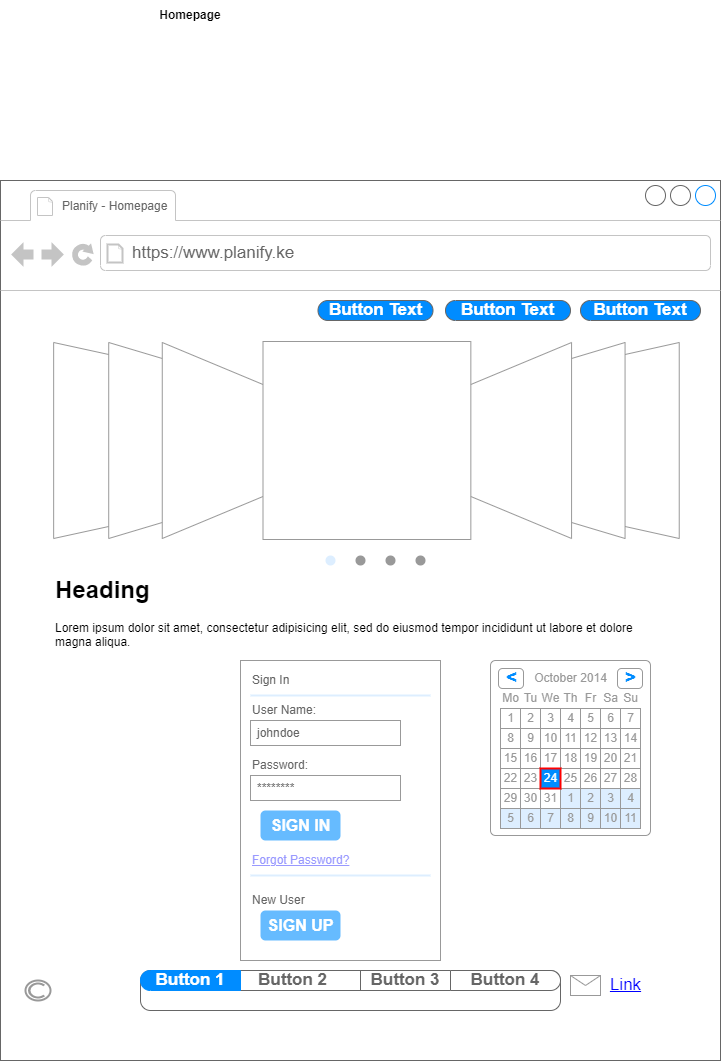 Homepage
Planify - Homepage
https://www.planify.ke
Button Text Button Text Button Text
Heading
Lorem ipsum dolor sit amet, consectetur adipisicing elit, sed do eiusmod tempor incididunt ut labore et dolore
magna aliqua.
Sign In
User Name:
johndoe
Password:
********
SIGN IN
Forgot Password?
New User
SIGN UP
< October 2014 >
Mo Tu We Th Fr Sa Su
1 2 3 4 5 6 7
8 9 10 11 12 13 14
15 16 17 18 19 20 21
22 23 24 25 26 27 28
29 30 31 1 2 3 4
5 6 7 8 9 10 11
© Button 1 Button 2 Button 3 Button 4 Link